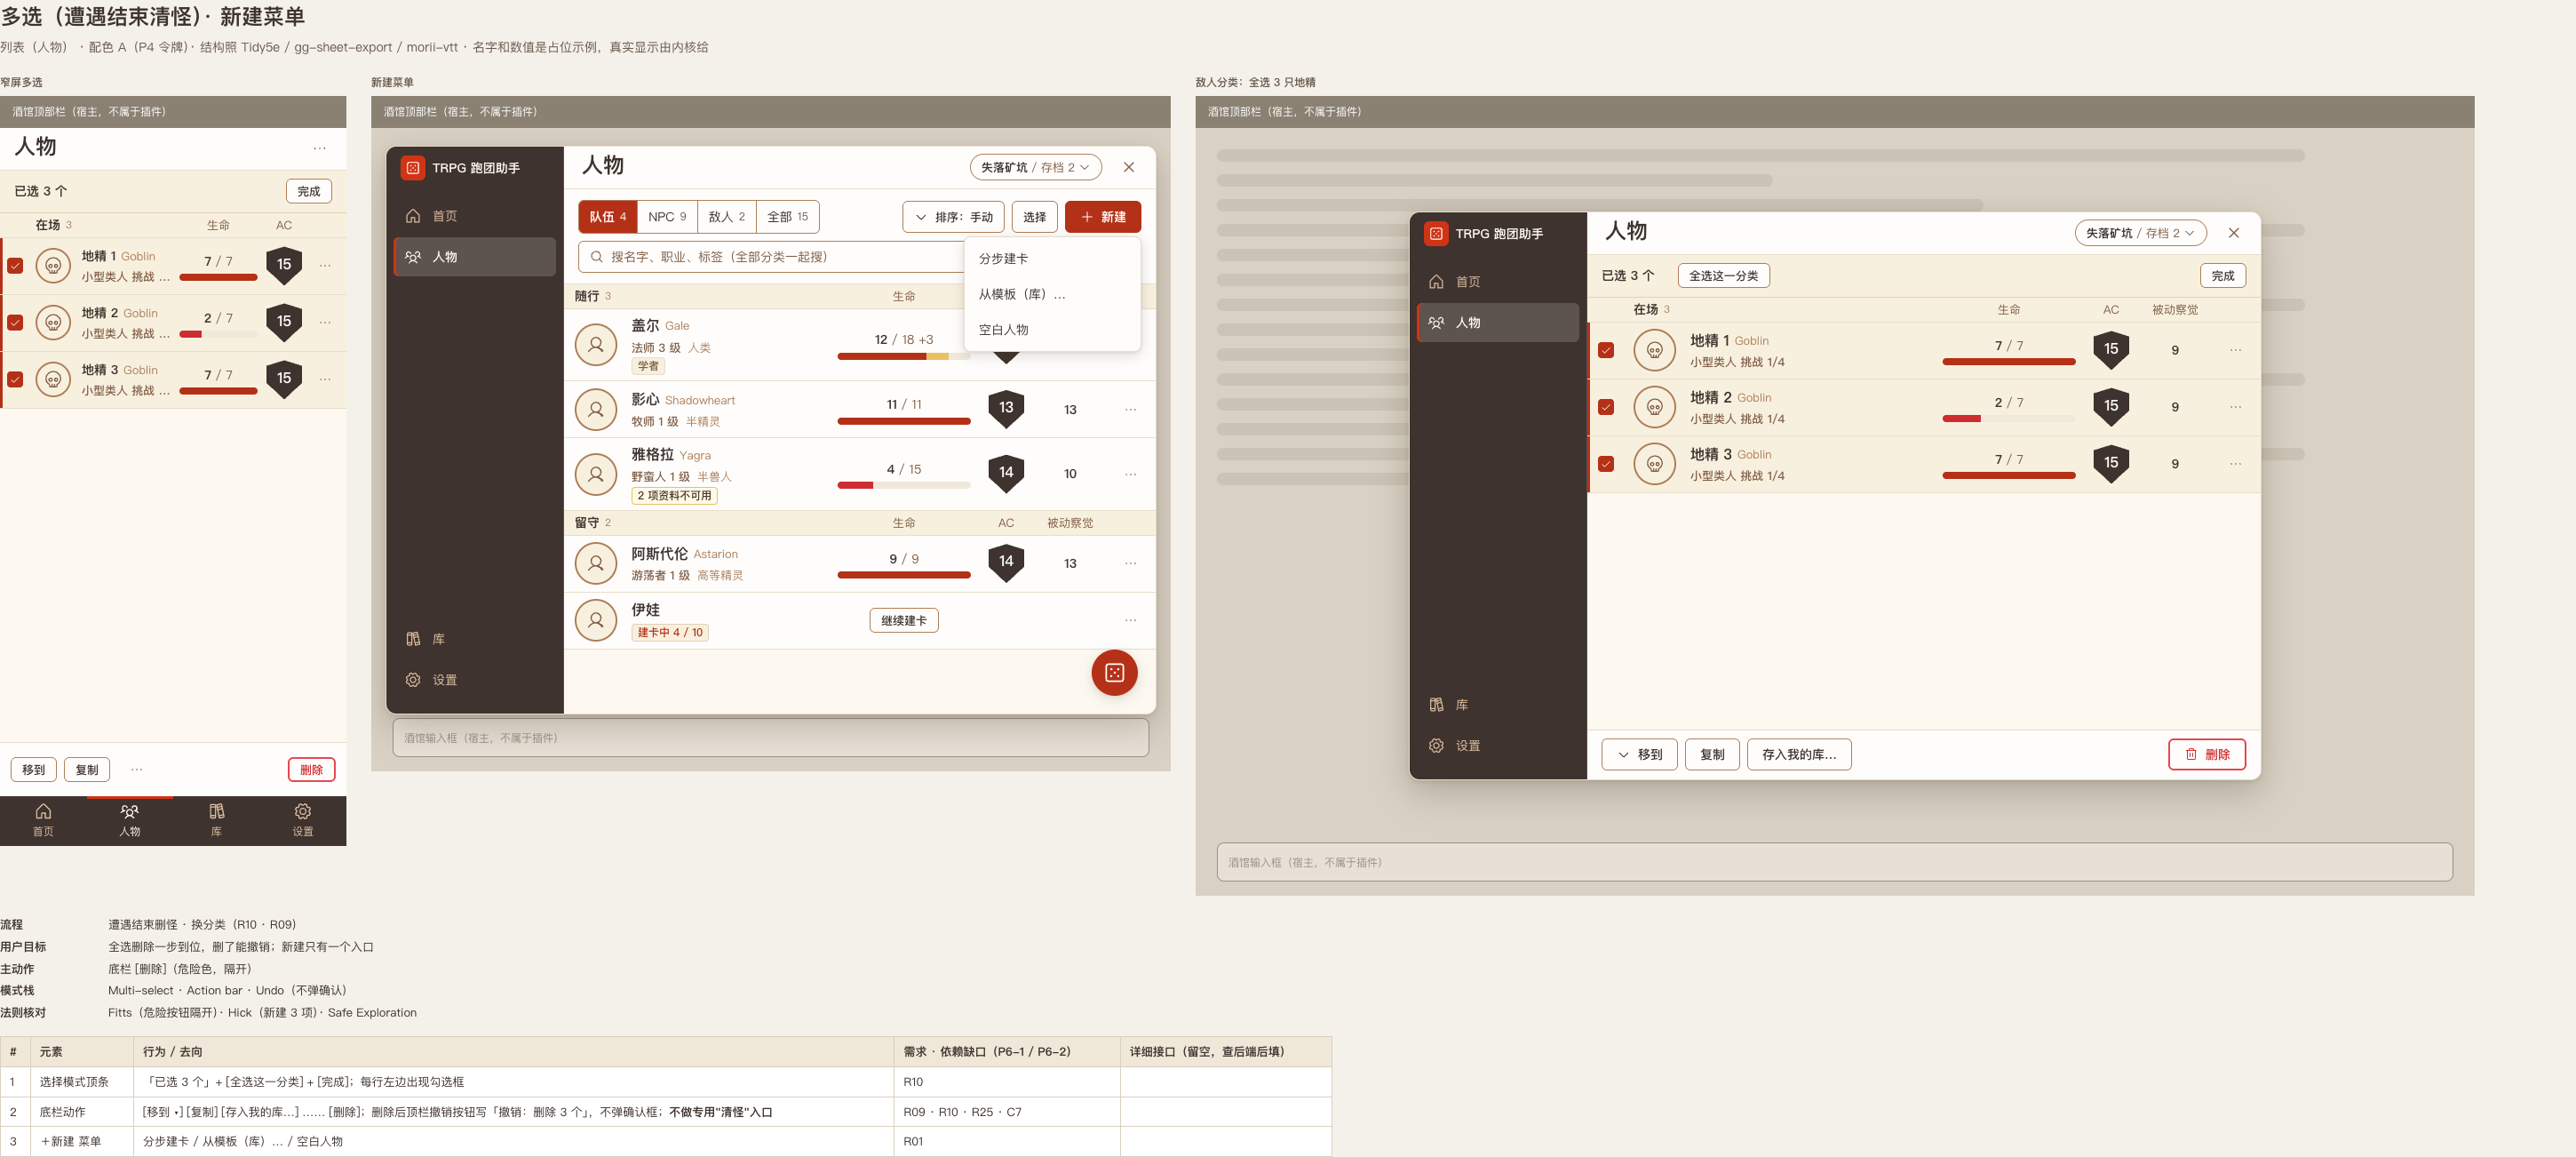 多选（遭遇结束清怪）· 新建菜单
列表（人物） · 配色 A（P4 令牌）· 结构照 Tidy5e / gg-sheet-export / morii-vtt · 名字和数值是占位示例，真实显示由内核给
窄屏多选
酒馆顶部栏（宿主，不属于插件）
人物 ···
已选 3 个 完成
在场 3 生命 AC
地精 1 Goblin
小型类人 挑战 …
7 / 7
15
···
地精 2 Goblin
小型类人 挑战 …
2 / 7
15
···
地精 3 Goblin
小型类人 挑战 …
7 / 7
15
···
移到 复制 ··· 删除
首页 人物 库 设置
新建菜单
酒馆顶部栏（宿主，不属于插件）
TRPG 跑团助手
首页
人物
库
设置
人物
失落矿坑 / 存档 2
队伍 4 NPC 9 敌人 2 全部 15
排序：手动 选择 新建
搜名字、职业、标签（全部分类一起搜）
分步建卡
从模板（库）…
空白人物
随行 3 生命
盖尔 Gale
法师 3 级 人类
学者
12 / 18 +3
影心 Shadowheart
牧师 1 级 半精灵
11 / 11
13
13
···
雅格拉 Yagra
野蛮人 1 级 半兽人
2 项资料不可用
4 / 15
14
10
···
留守 2 生命 AC 被动察觉
阿斯代伦 Astarion
游荡者 1 级 高等精灵
9 / 9
14
13
···
伊娃
建卡中 4 / 10
继续建卡
···
酒馆输入框（宿主，不属于插件）
敌人分类：全选 3 只地精
酒馆顶部栏（宿主，不属于插件）
TRPG 跑团助手
首页
人物
库
设置
人物
失落矿坑 / 存档 2
已选 3 个 全选这一分类 完成
在场 3 生命 AC 被动察觉
地精 1 Goblin
小型类人 挑战 1/4
7 / 7
15
9
···
地精 2 Goblin
小型类人 挑战 1/4
2 / 7
15
9
···
地精 3 Goblin
小型类人 挑战 1/4
7 / 7
15
9
···
移到 复制 存入我的库… 删除
酒馆输入框（宿主，不属于插件）
流程 遭遇结束删怪 · 换分类（R10 · R09）
用户目标 全选删除一步到位，删了能撤销；新建只有一个入口
主动作 底栏 [删除]（危险色，隔开）
模式栈 Multi-select · Action bar · Undo（不弹确认）
法则核对 Fitts（危险按钮隔开）· Hick（新建 3 项）· Safe Exploration
# 元素 行为 / 去向 需求 · 依赖缺口（P6-1 / P6-2） 详细接口（留空，查后端后填）
1 选择模式顶条 「已选 3 个」+ [全选这一分类] + [完成]；每行左边出现勾选框 R10
2 底栏动作 [移到 ▾] [复制] [存入我的库…] …… [删除]；删除后顶栏撤销按钮写「撤销：删除 3 个」，不弹确认框；不做专用"清怪"入口 R09 · R10 · R25 · C7
3 ＋新建 菜单 分步建卡 / 从模板（库）… / 空白人物 R01